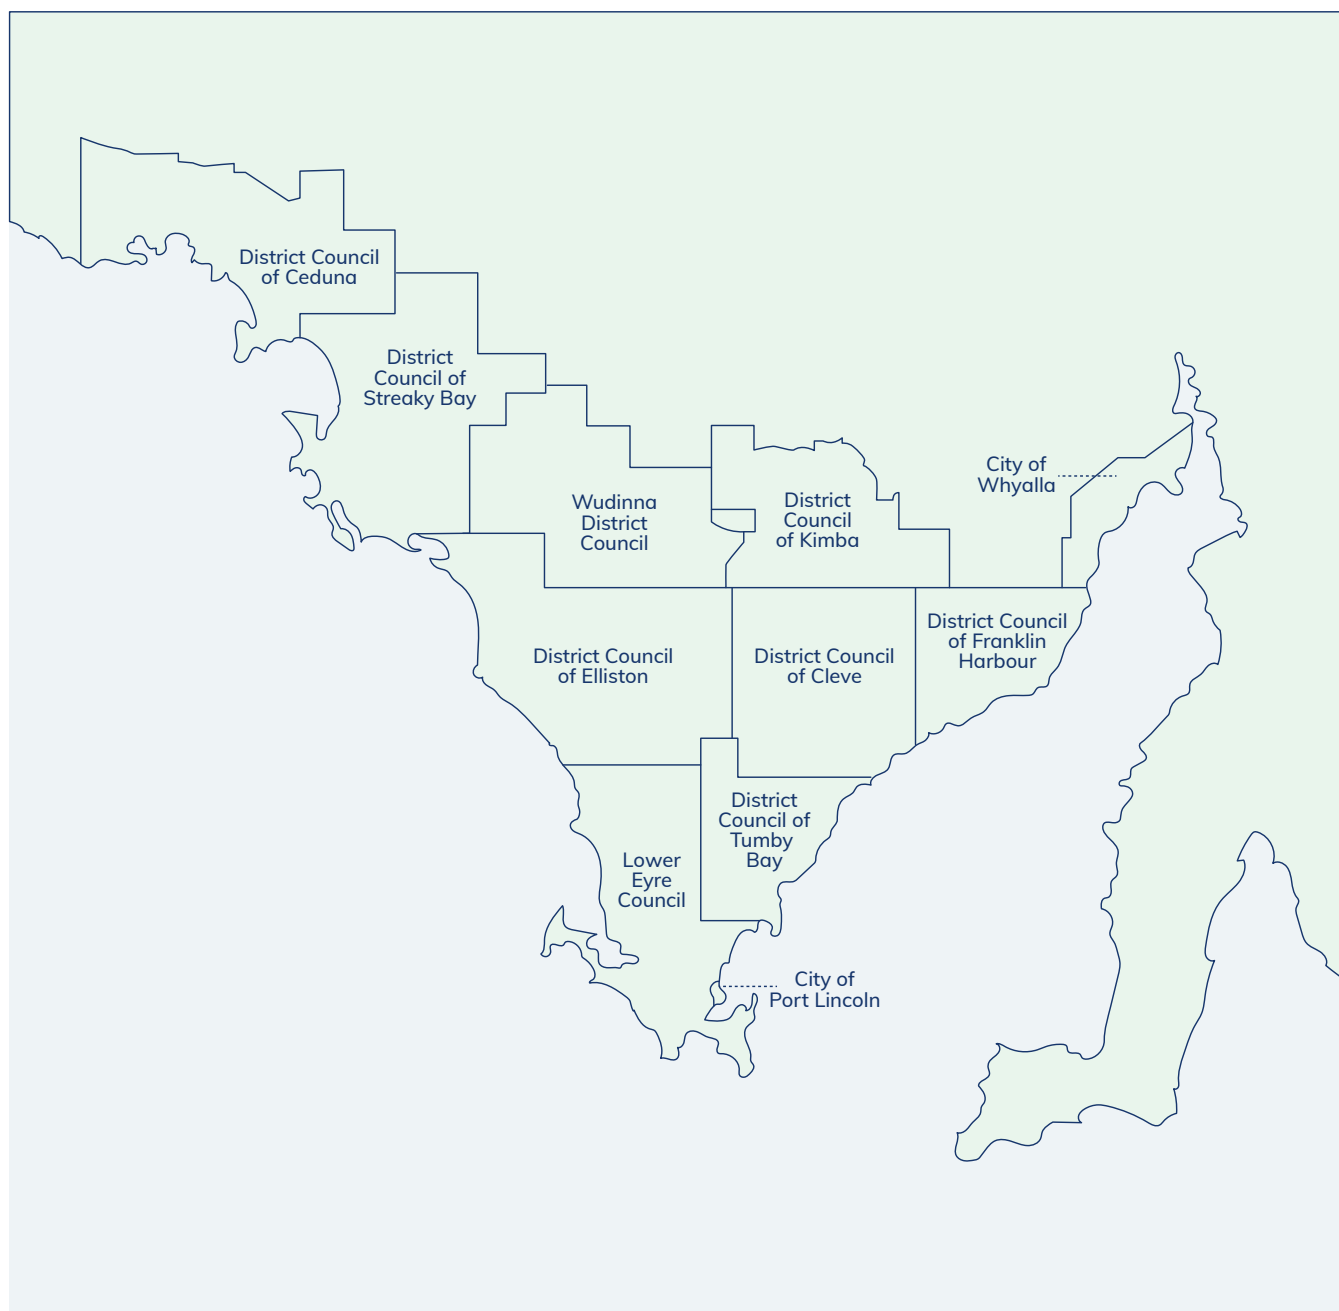 District Council
of Ceduna
District
Council of
Streaky Bay
City of
Whyalla
Wudinna
District
Council
District
Council
of Kimba
District Council
of Franklin
Harbour
District Council
of Elliston
District Council
of Cleve
District
Council of
Tumby
Bay
Lower
Eyre
Council
City of
Port Lincoln